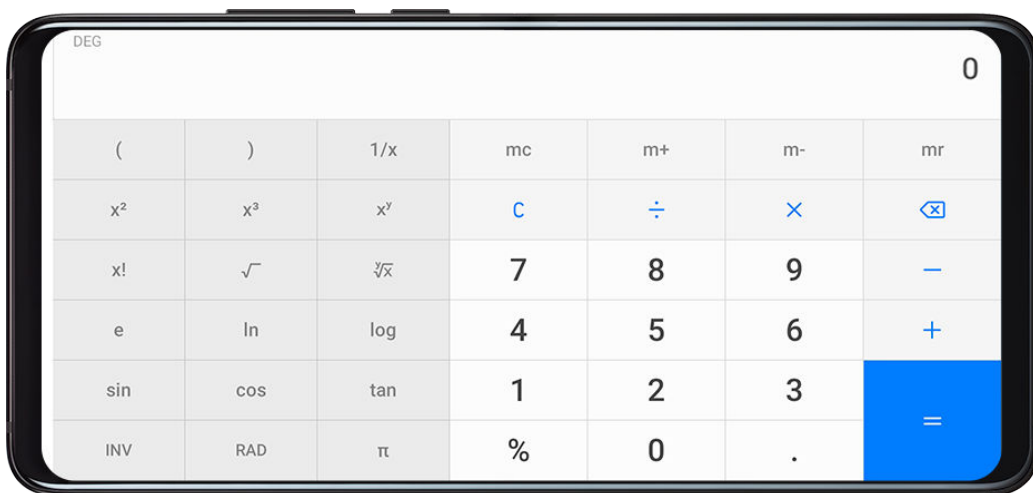 DEG
0
( ) 1/x mc m+ m- mr
x² x³ xʸ C ÷ ×
x! √ ʸ√x 7 8 9 −
e ln log 4 5 6 +
sin cos tan 1 2 3 =
INV RAD π % 0 .